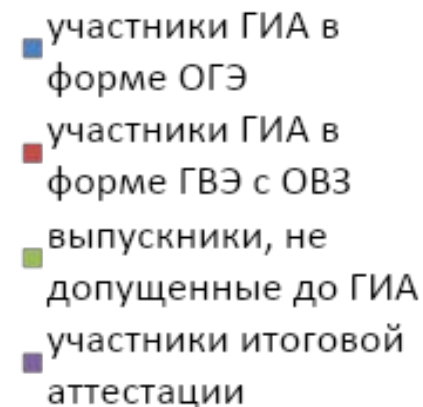 участники ГИА в
форме ОГЭ
участники ГИА в
форме ГВЭ с ОВЗ
выпускники, не
допущенные до ГИА
участники итоговой
аттестации